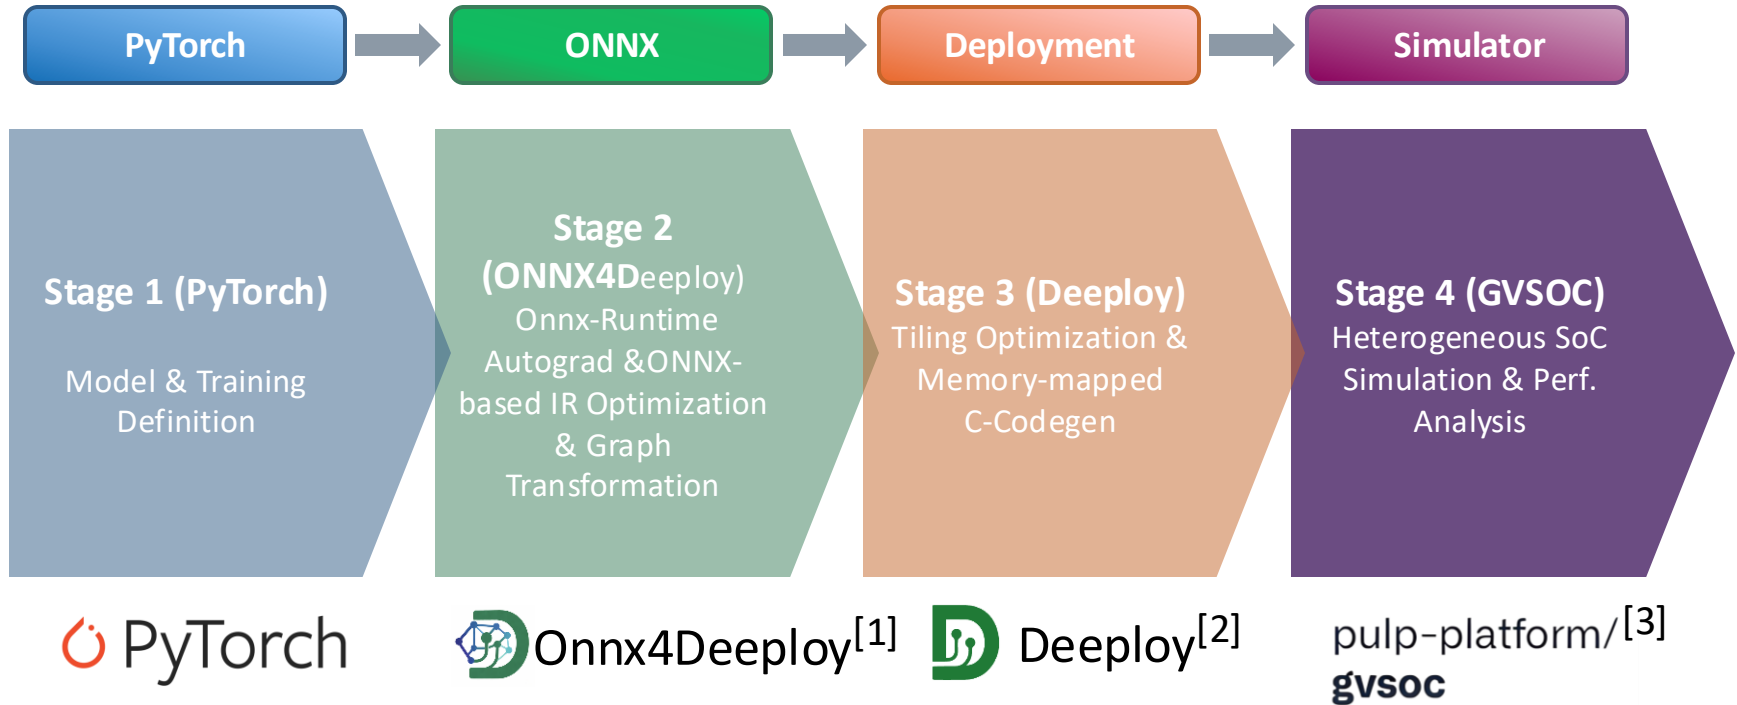 PyTorch
ONNX
Deployment
Simulator
Stage 1 (PyTorch)
Model & Training
Definition
Stage 2
(ONNX4Deeploy)
Onnx-Runtime
Autograd &ONNX-
based IR Optimization
& Graph
Transformation
Stage 3 (Deeploy)
Tiling Optimization &
Memory-mapped
C-Codegen
Stage 4 (GVSOC)
Heterogeneous SoC
Simulation & Perf.
Analysis
PyTorch
Onnx4Deeploy[1]
Deeploy[2]
pulp-platform/[3]
gvsoc